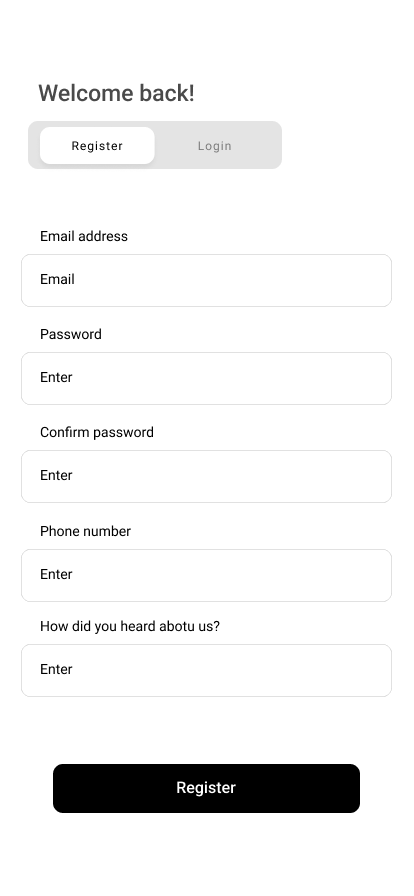 Welcome back!
Register Login
Email address
Email
Password
Enter
Confirm password
Enter
Phone number
Enter
How did you heard abotu us?
Enter
Register